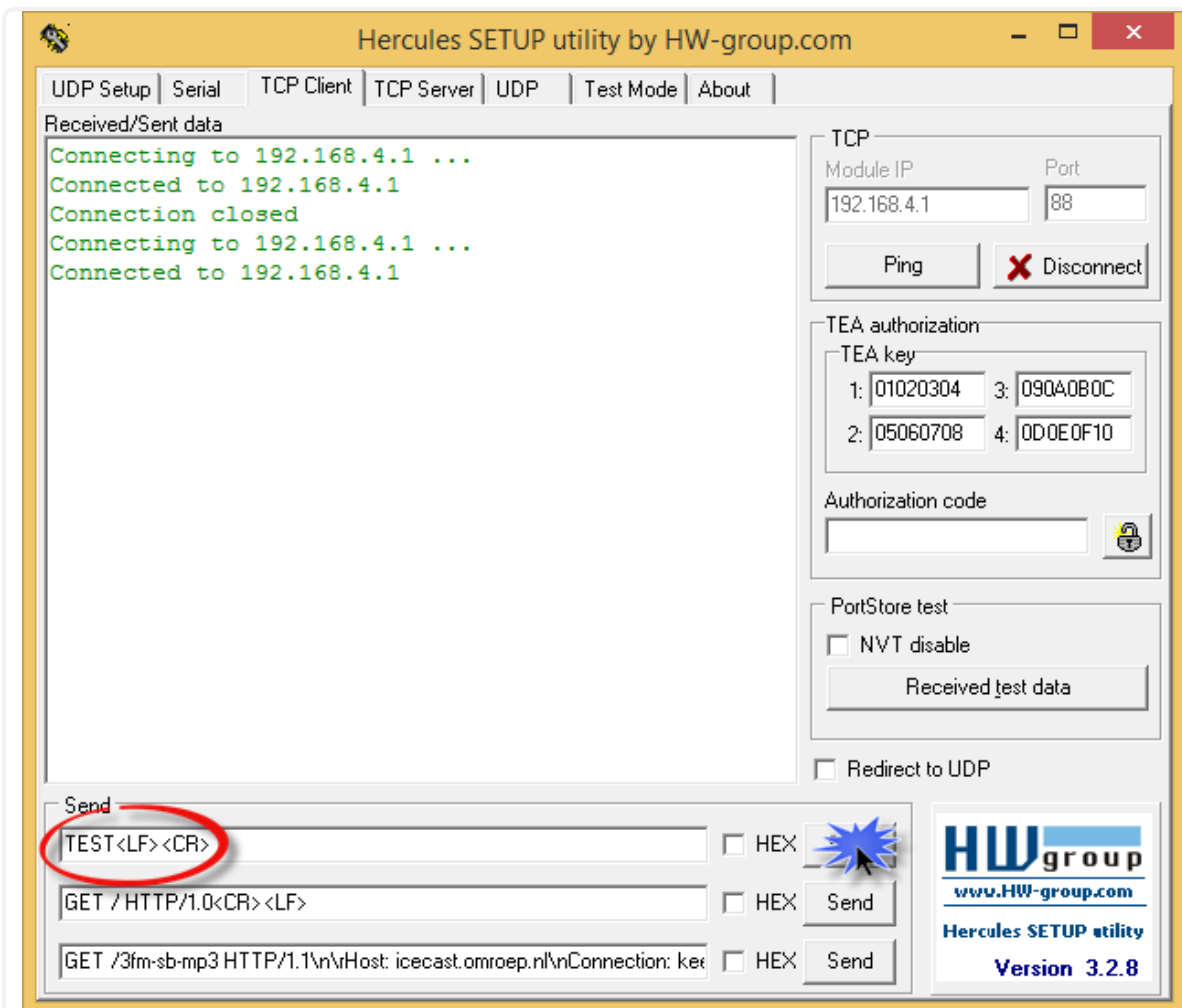 Hercules SETUP utility by HW-group.com
UDP Setup Serial TCP Client TCP Server UDP Test Mode About
Received/Sent data
Connecting to 192.168.4.1 ...
Connected to 192.168.4.1
Connection closed
Connecting to 192.168.4.1 ...
Connected to 192.168.4.1
TCP
Module IP Port
192.168.4.1 88
Ping Disconnect
TEA authorization
TEA key
1: 01020304 3: 090A0B0C
2: 05060708 4: 0D0E0F10
Authorization code
PortStore test
NVT disable
Received test data
Redirect to UDP
Send
TEST<LF><CR> HEX
GET / HTTP/1.0<CR><LF> HEX Send
GET /3fm-sb-mp3 HTTP/1.1\n\rHost: icecast.omroep.nl\nConnection: kee HEX Send
HW group
www.HW-group.com
Hercules SETUP utility
Version 3.2.8